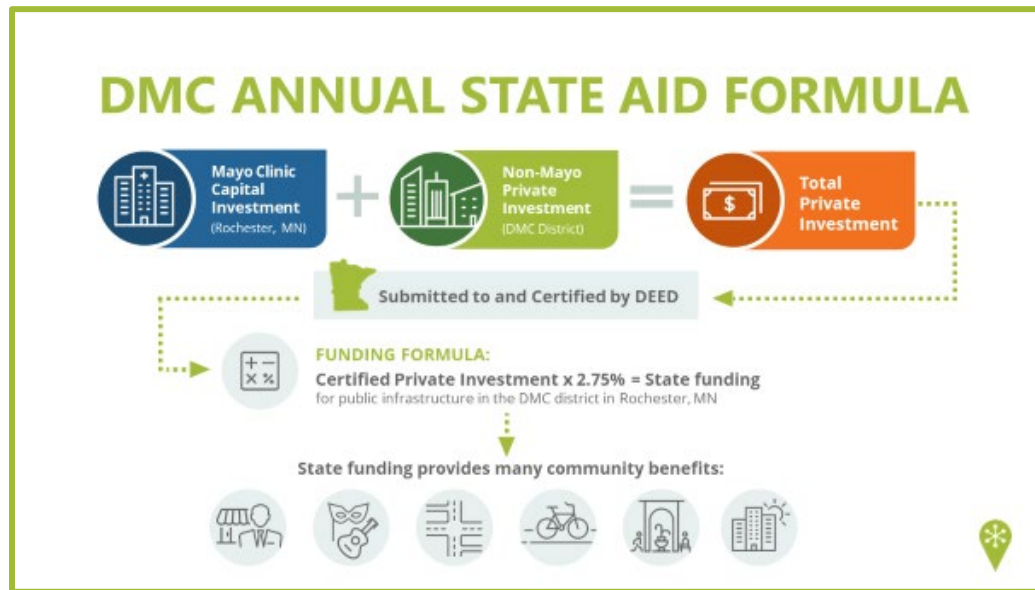 DMC ANNUAL STATE AID FORMULA
Mayo Clinic
Capital
Investment
(Rochester, MN)
+
Non-Mayo
Private
Investment
(DMC District)
=
$
Total
Private
Investment
Submitted to and Certified by DEED
+ −
× %
FUNDING FORMULA:
Certified Private Investment x 2.75% = State funding
for public infrastructure in the DMC district in Rochester, MN
State funding provides many community benefits: